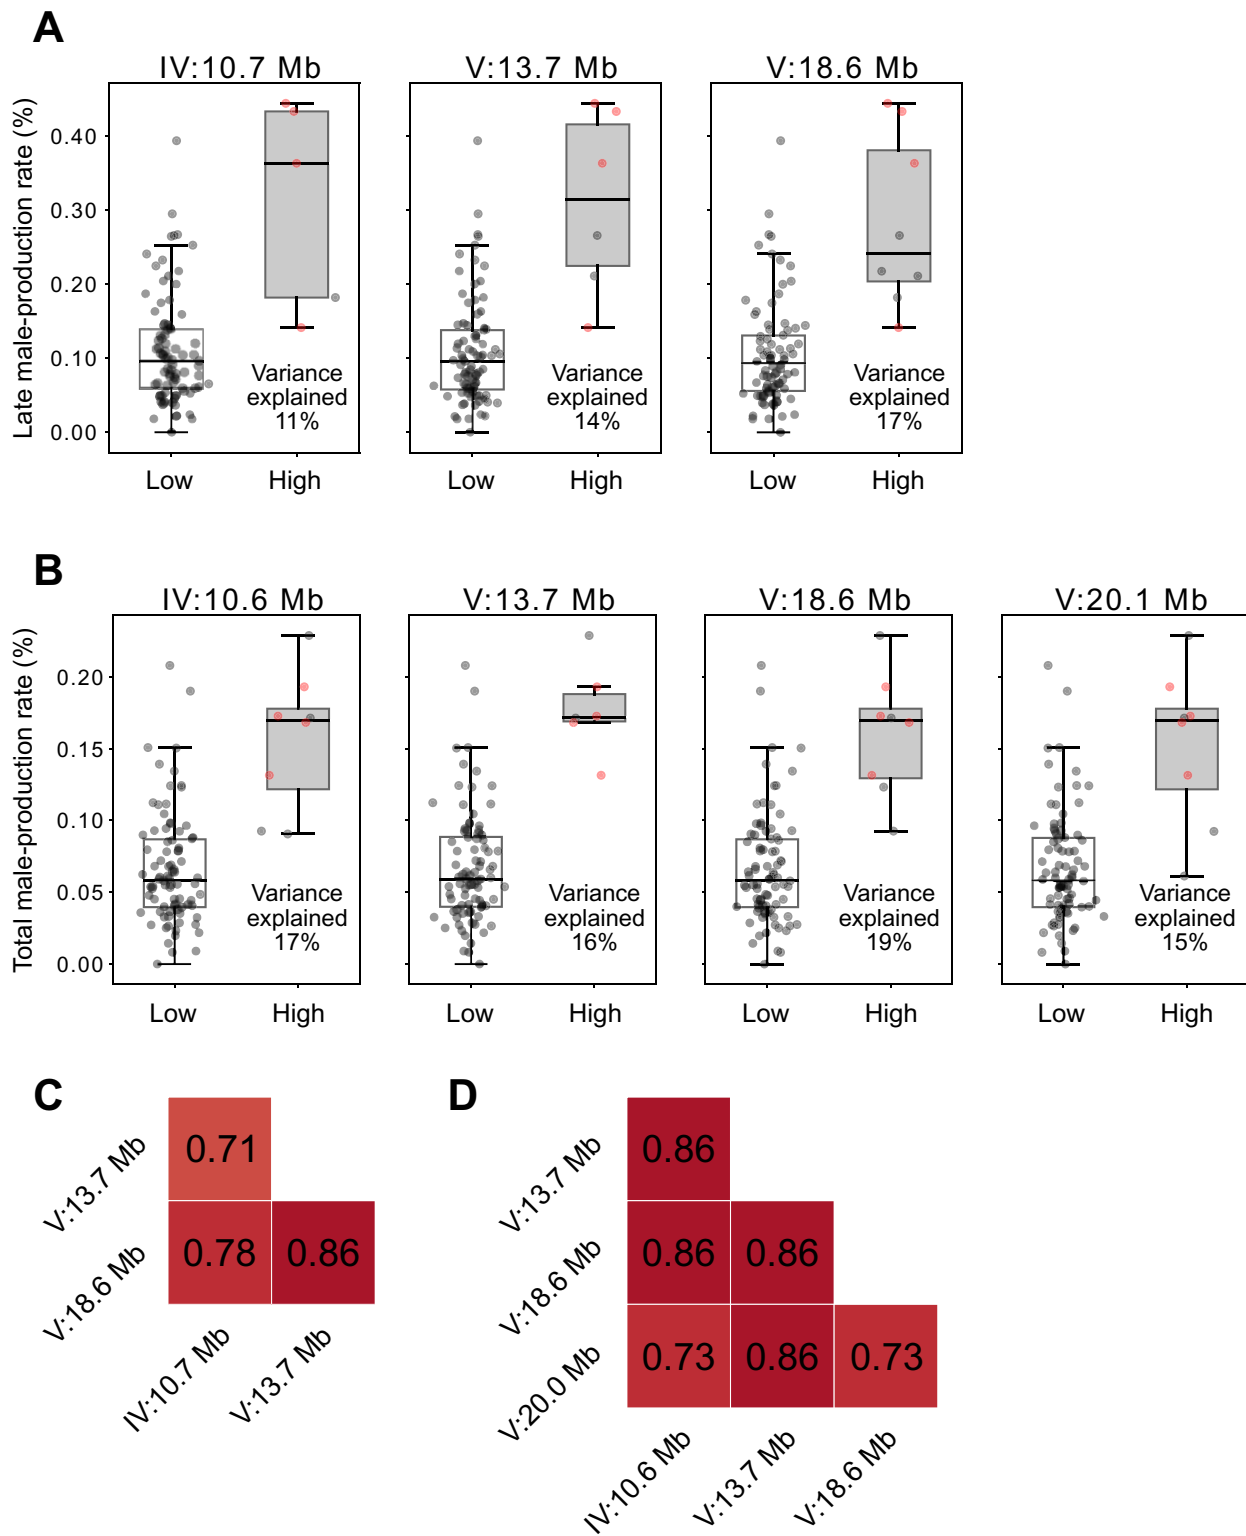 A
IV:10.7 Mb
V:13.7 Mb
V:18.6 Mb
Late male-production rate (%)
0.40
0.30
0.20
0.10
0.00
Variance
explained
11%
Variance
explained
14%
Variance
explained
17%
Low
High
Low
High
Low
High
B
IV:10.6 Mb
V:13.7 Mb
V:18.6 Mb
V:20.1 Mb
Total male-production rate (%)
0.20
0.15
0.10
0.05
0.00
Variance
explained
17%
Variance
explained
16%
Variance
explained
19%
Variance
explained
15%
Low
High
Low
High
Low
High
Low
High
C
V:13.7 Mb
0.71
V:18.6 Mb
0.78
0.86
IV:10.7 Mb
V:13.7 Mb
D
V:13.7 Mb
0.86
V:18.6 Mb
0.86
0.86
V:20.0 Mb
0.73
0.86
0.73
IV:10.6 Mb
V:13.7 Mb
V:18.6 Mb